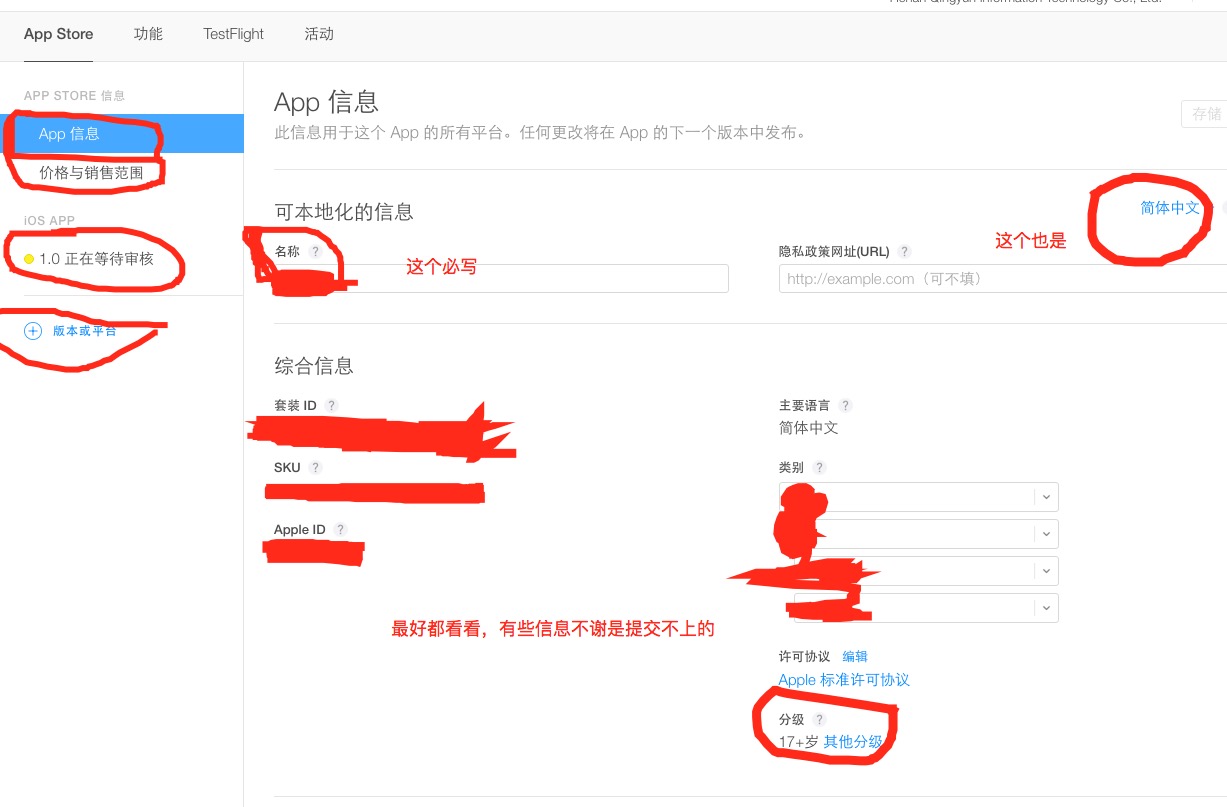 App Store 功能 TestFlight 活动
APP STORE 信息
App 信息
价格与销售范围
iOS APP
1.0 正在等待审核
版本或平台
App 信息
存储
此信息用于这个 App 的所有平台。任何更改将在 App 的下一个版本中发布。
可本地化的信息
简体中文
这个也是
名称 ?
这个必写
隐私政策网址(URL) ?
http://example.com（可不填）
综合信息
套装 ID ?
SKU ?
Apple ID ?
主要语言 ?
简体中文
类别 ?
最好都看看，有些信息不谢是提交不上的
许可协议 编辑
Apple 标准许可协议
分级 ?
17+岁 其他分级